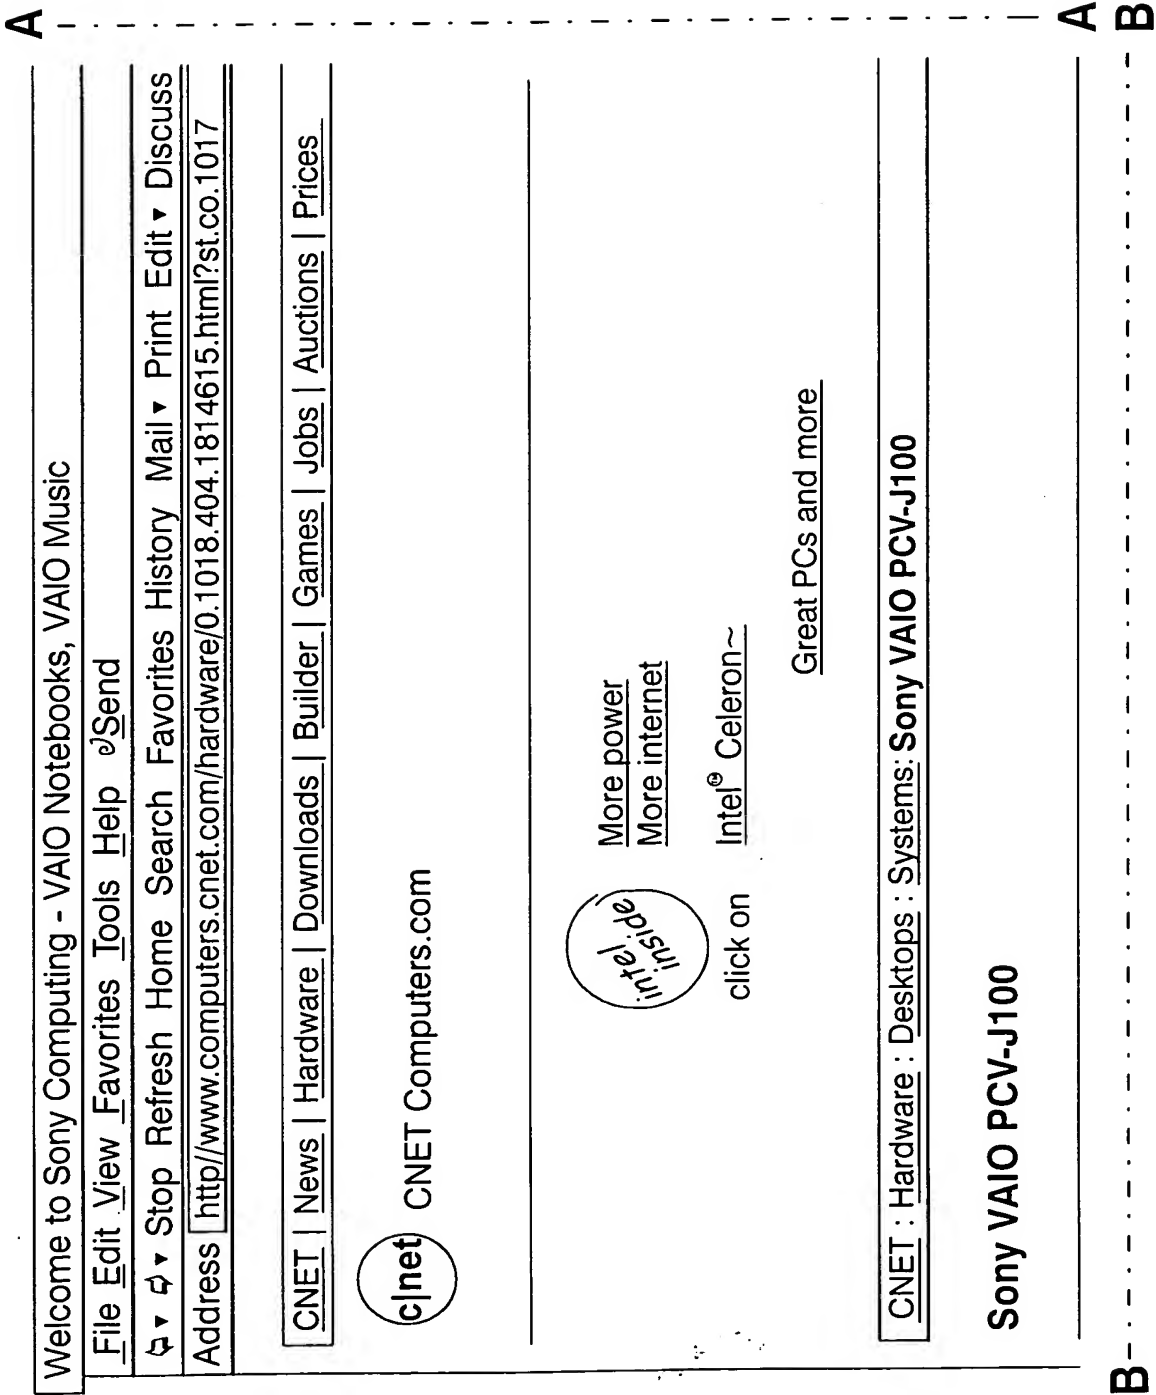 A A
Welcome to Sony Computing - VAIO Notebooks, VAIO Music
File Edit View Favorites Tools Help Send
Stop Refresh Home Search Favorites History Mail Print Edit Discuss
Address http//www.computers.cnet.com/hardware/0.1018.404.1814615.html?st.co.1017
CNET | News | Hardware | Downloads | Builder | Games | Jobs | Auctions | Prices
c|net CNET Computers.com
intel
inside
More power
More internet
click on Intel® Celeron~
Great PCs and more
CNET : Hardware : Desktops : Systems: Sony VAIO PCV-J100
Sony VAIO PCV-J100
B B